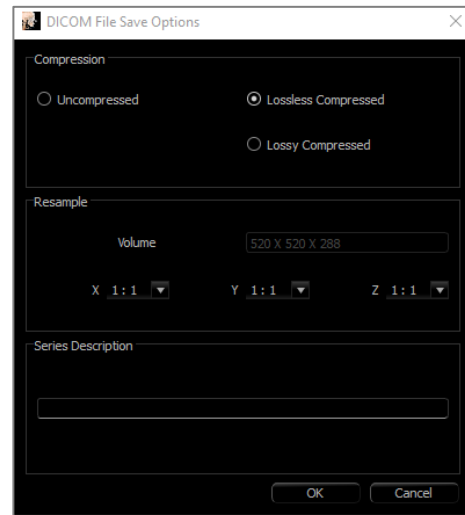 DICOM File Save Options
Compression
Uncompressed
Lossless Compressed
Lossy Compressed
Resample
Volume 520 X 520 X 288
X 1:1 Y 1:1 Z 1:1
Series Description
OK Cancel